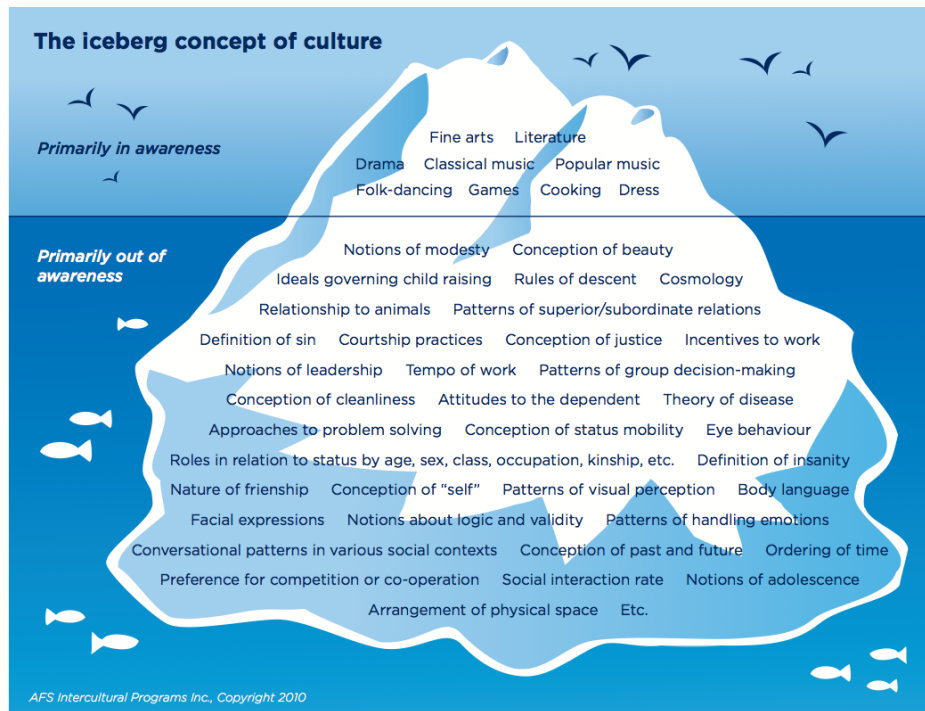 The iceberg concept of culture
Primarily in awareness
Fine arts Literature
Drama Classical music Popular music
Folk-dancing Games Cooking Dress
Primarily out of
awareness
Notions of modesty Conception of beauty
Ideals governing child raising Rules of descent Cosmology
Relationship to animals Patterns of superior/subordinate relations
Definition of sin Courtship practices Conception of justice Incentives to work
Notions of leadership Tempo of work Patterns of group decision-making
Conception of cleanliness Attitudes to the dependent Theory of disease
Approaches to problem solving Conception of status mobility Eye behaviour
Roles in relation to status by age, sex, class, occupation, kinship, etc. Definition of insanity
Nature of frienship Conception of “self” Patterns of visual perception Body language
Facial expressions Notions about logic and validity Patterns of handling emotions
Conversational patterns in various social contexts Conception of past and future Ordering of time
Preference for competition or co-operation Social interaction rate Notions of adolescence
Arrangement of physical space Etc.
AFS Intercultural Programs Inc., Copyright 2010